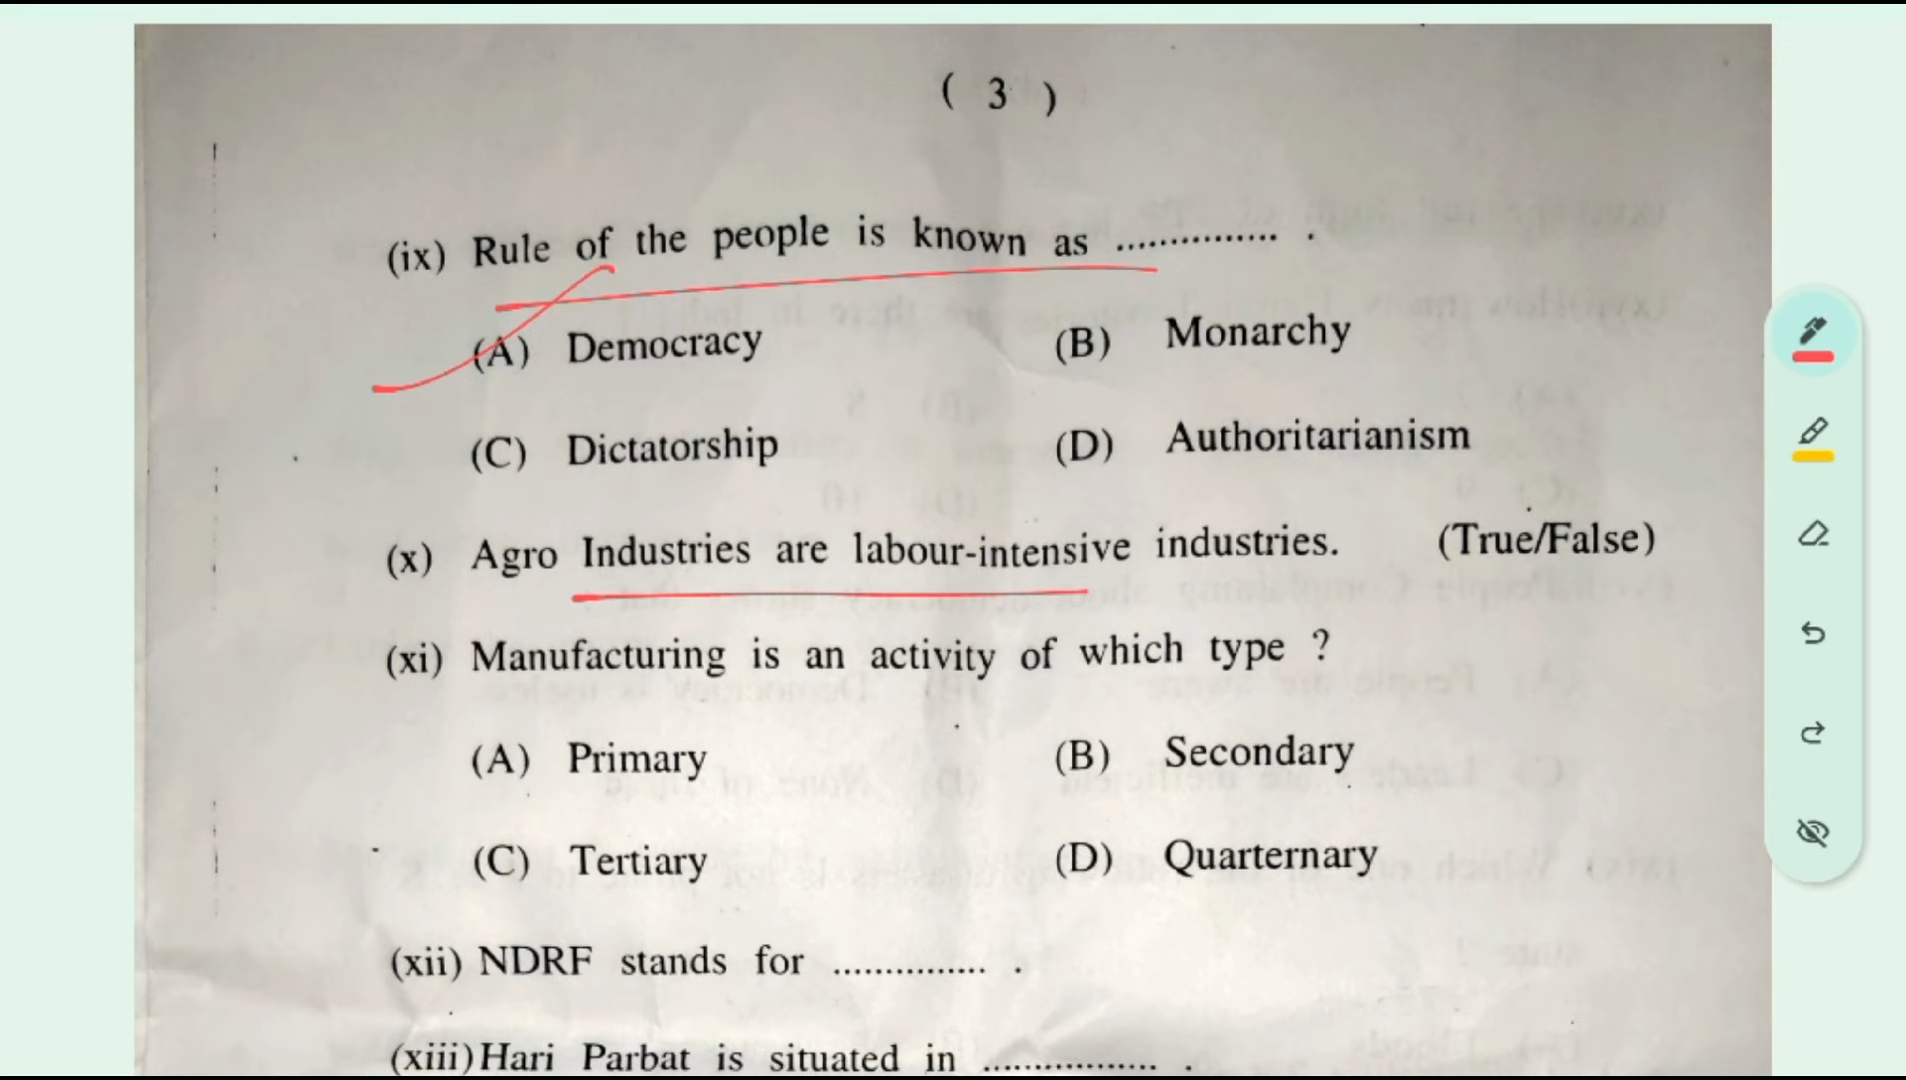 ( 3 )
(ix) Rule of the people is known as ............... .
(A) Democracy (B) Monarchy
(C) Dictatorship (D) Authoritarianism
(x) Agro Industries are labour-intensive industries. (True/False)
(xi) Manufacturing is an activity of which type ?
(A) Primary (B) Secondary
(C) Tertiary (D) Quarternary
(xii) NDRF stands for ............... .
(xiii) Hari Parbat is situated in ................. .